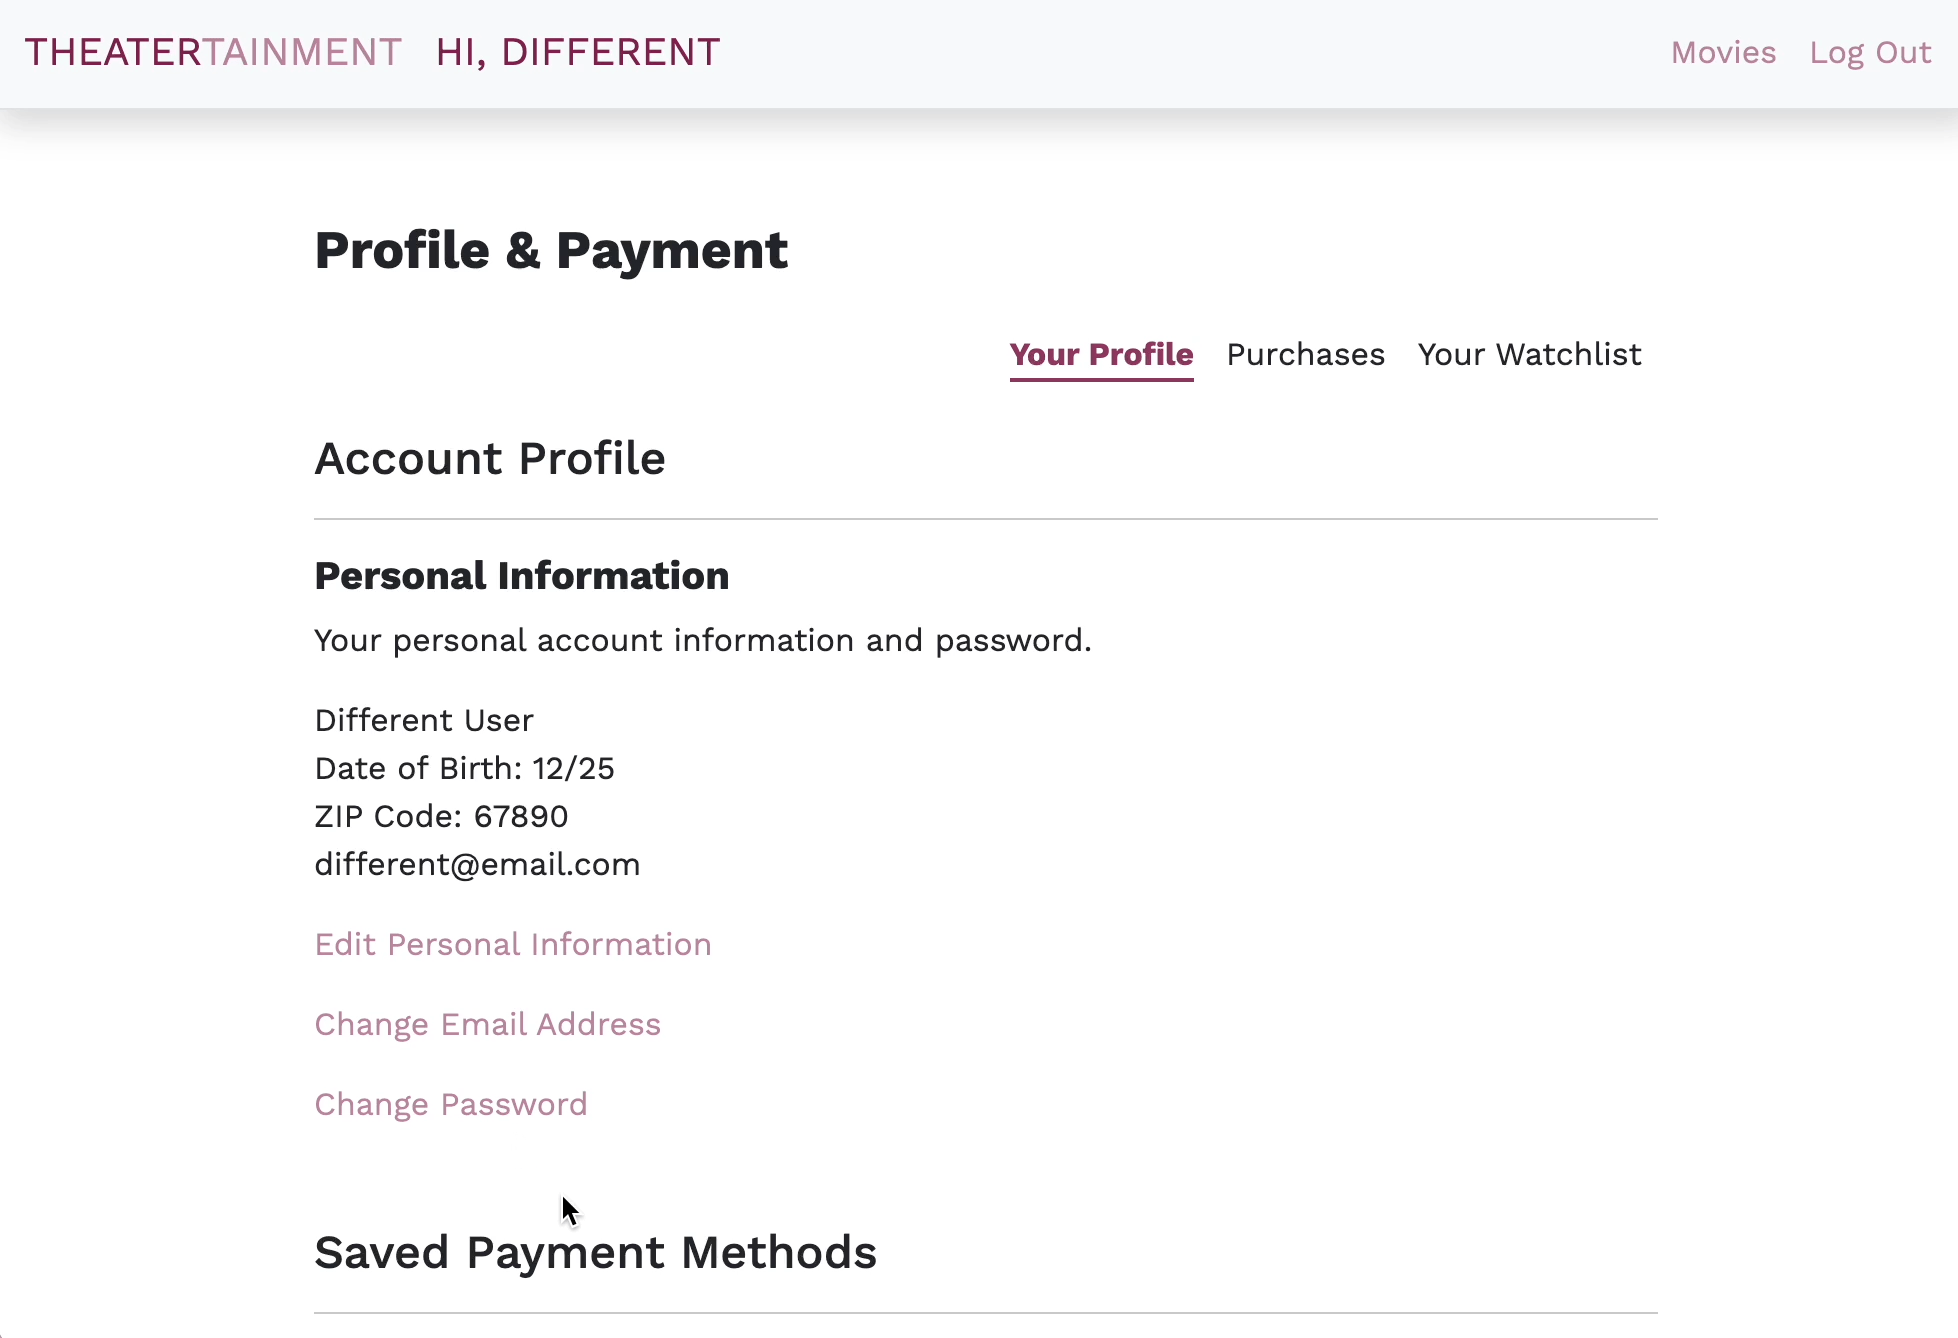 THEATERTAINMENT HI, DIFFERENT Movies Log Out
Profile & Payment
Your Profile Purchases Your Watchlist
Account Profile
Personal Information
Your personal account information and password.
Different User
Date of Birth: 12/25
ZIP Code: 67890
different@email.com
Edit Personal Information
Change Email Address
Change Password
Saved Payment Methods